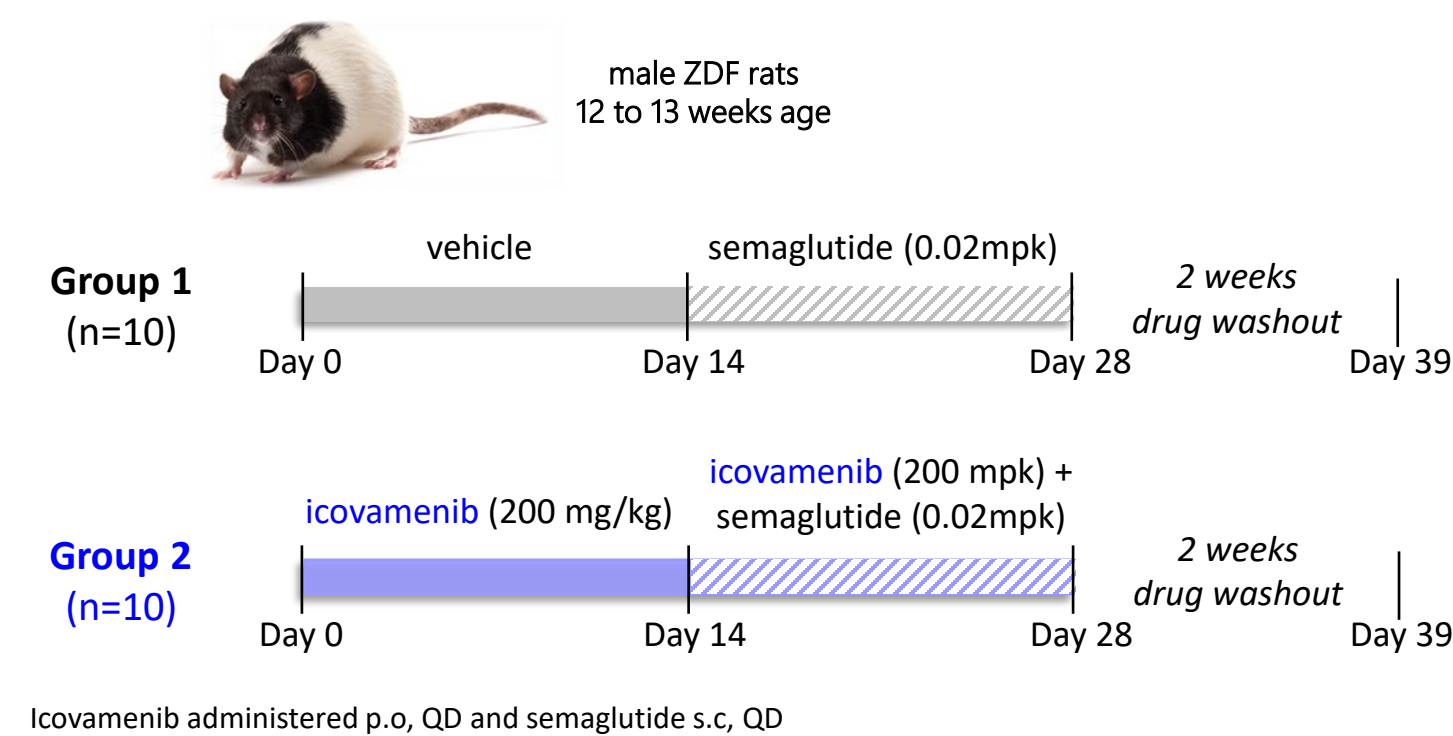 male ZDF rats
12 to 13 weeks age
vehicle
semaglutide (0.02mpk)
Group 1
(n=10)
2 weeks
drug washout
Day 0
Day 14
Day 28
Day 39
icovamenib (200 mg/kg)
icovamenib (200 mpk) +
semaglutide (0.02mpk)
Group 2
(n=10)
2 weeks
drug washout
Day 0
Day 14
Day 28
Day 39
Icovamenib administered p.o, QD and semaglutide s.c, QD